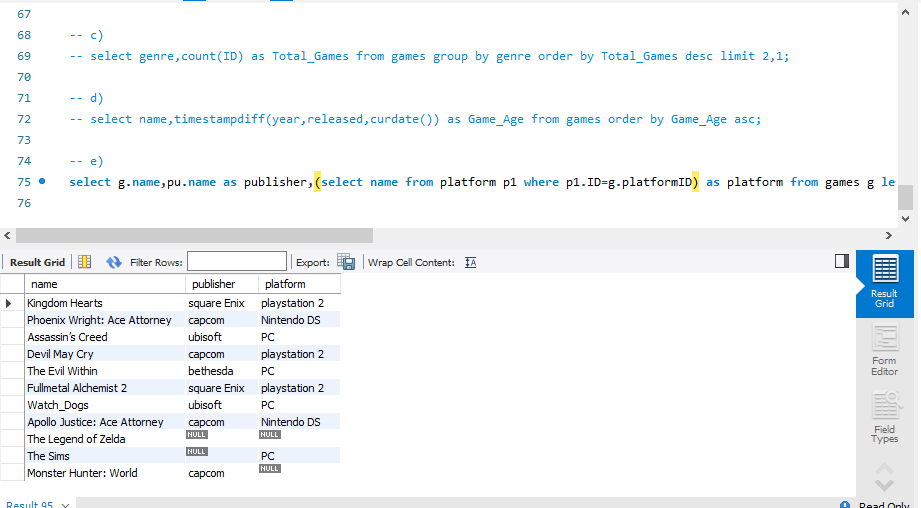 67
68 -- c)
69 -- select genre,count(ID) as Total_Games from games group by genre order by Total_Games desc limit 2,1;
70
71 -- d)
72 -- select name,timestampdiff(year,released,curdate()) as Game_Age from games order by Game_Age asc;
73
74 -- e)
75 select g.name,pu.name as publisher,(select name from platform p1 where p1.ID=g.platformID) as platform from games g le
76
Result Grid Filter Rows: Export: Wrap Cell Content:
name publisher platform
Kingdom Hearts square Enix playstation 2
Phoenix Wright: Ace Attorney capcom Nintendo DS
Assassin's Creed ubisoft PC
Devil May Cry capcom playstation 2
The Evil Within bethesda PC
Fullmetal Alchemist 2 square Enix playstation 2
Watch_Dogs ubisoft PC
Apollo Justice: Ace Attorney capcom Nintendo DS
The Legend of Zelda NULL NULL
The Sims NULL PC
Monster Hunter: World capcom NULL
Result
Grid
Form
Editor
Field
Types
Result 95
Read Only